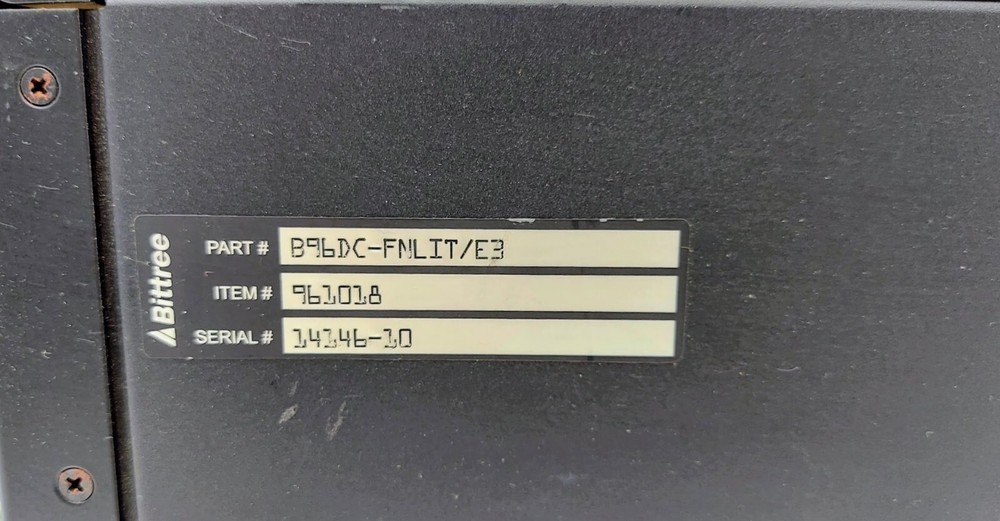 Bittree
PART # B96DC-FNLIT/E3
ITEM # 961018
SERIAL # 14146-10